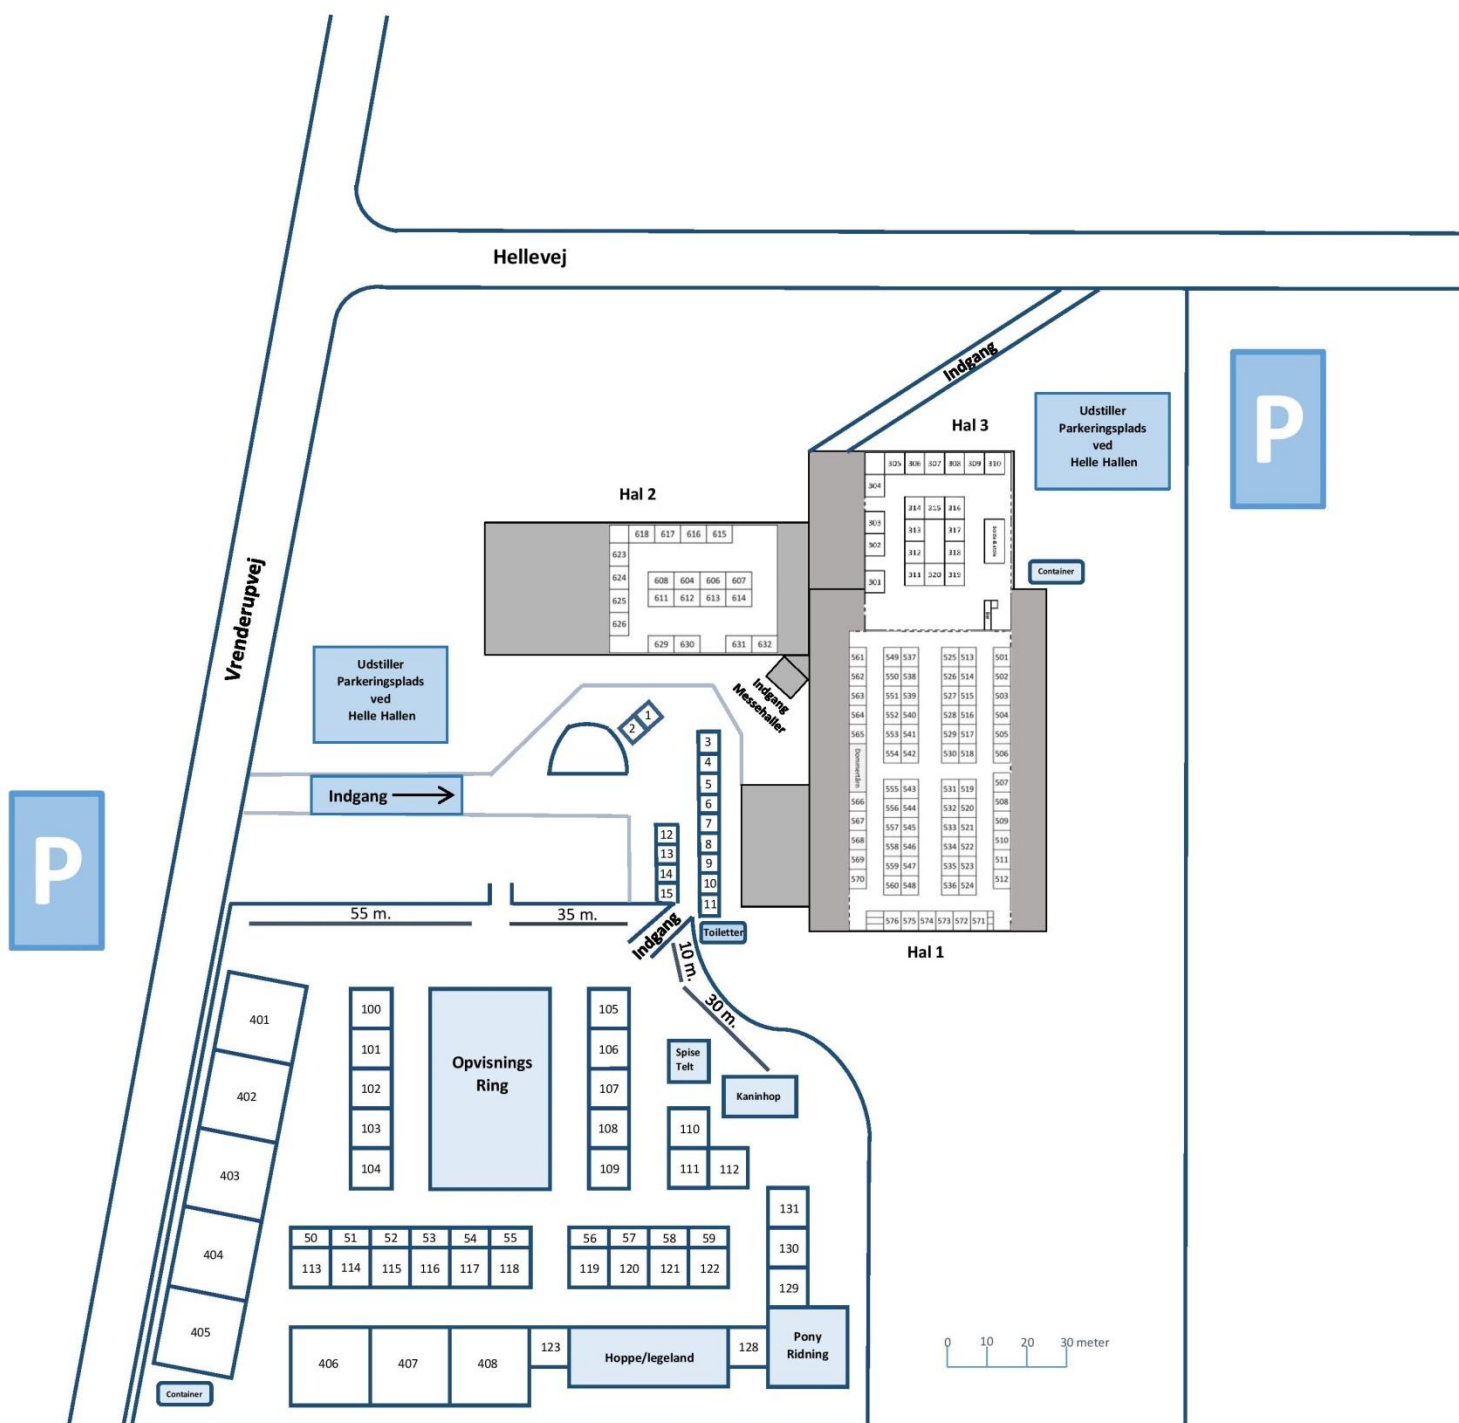 Hellevej
Vrenderupvej
Indgang
Udstiller
Parkeringsplads
ved
Helle Hallen
P
Hal 3
305 306 307 308 309 310
304
314 315 316
303 313 317
302 312 318
301 311 320 319
Container
Hal 2
618 617 616 615
623
624 608 604 606 607
625 611 612 613 614
626
629 630 631 632
Indgang
Messehaller
561 549 537 525 513 501
562 550 538 526 514 502
563 551 539 527 515 503
564 552 540 528 516 504
565 553 541 529 517 505
554 542 530 518 506
Dommertårn
507
555 543 531 519
566 556 544 532 520 508
567 557 545 533 521 509
568 558 546 534 522 510
569 559 547 535 523 511
570 560 548 536 524 512
576 575 574 573 572 571
Hal 1
Udstiller
Parkeringsplads
ved
Helle Hallen
Indgang
P
1
2
3
4
5
6
7
8
9
10
11
12
13
14
15
Toiletter
55 m.
35 m.
Indgang
10 m.
30 m.
401
402
403
404
405
100
101
102
103
104
Opvisnings
Ring
105
106
107
108
109
Spise
Telt
Kaninhop
110
111 112
131
130
129
50 51 52 53 54 55
113 114 115 116 117 118
56 57 58 59
119 120 121 122
406 407 408
123
Hoppe/legeland
128
Pony
Ridning
Container
0 10 20 30 meter